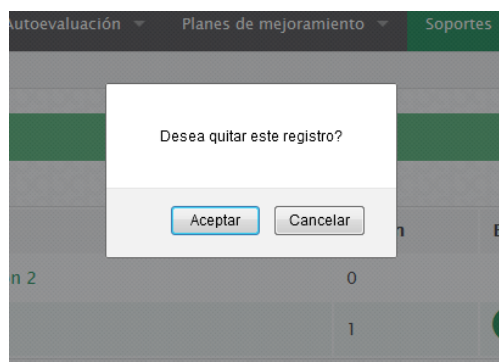 Autoevaluación Planes de mejoramiento Soportes
Desea quitar este registro?
Aceptar Cancelar
n 2 0
1